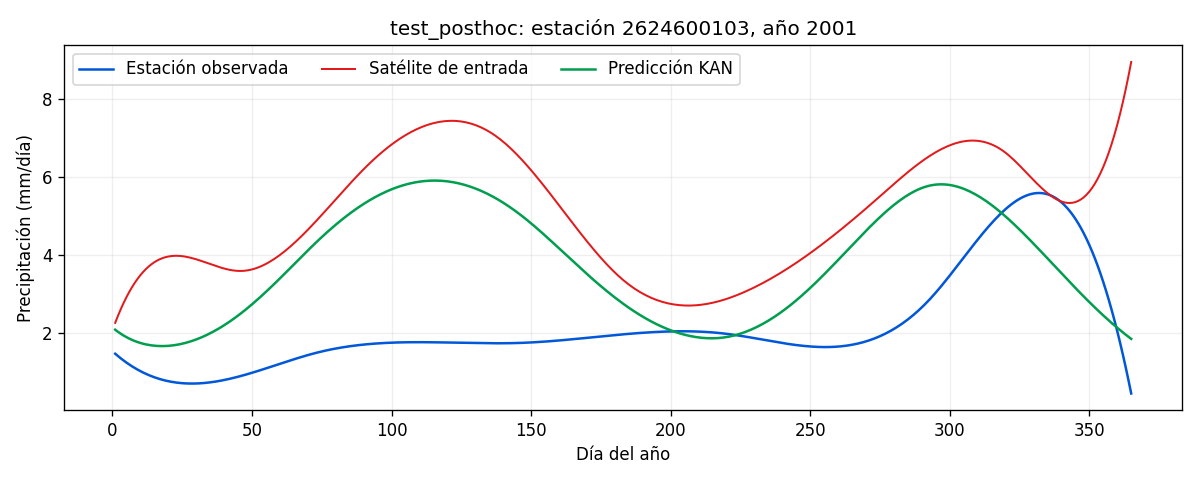 test_posthoc: estación 2624600103, año 2001
Estación observada Satélite de entrada Predicción KAN
Precipitación (mm/día)
8
6
4
2
0 50 100 150 200 250 300 350
Día del año